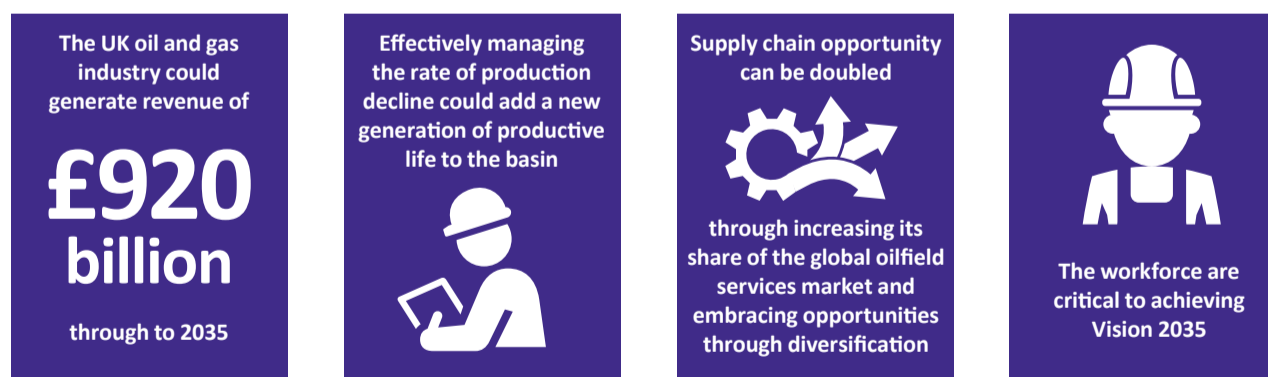 The UK oil and gas
industry could
generate revenue of
£920
billion
through to 2035
Effectively managing
the rate of production
decline could add a new
generation of productive
life to the basin
Supply chain opportunity
can be doubled
through increasing its
share of the global oilfield
services market and
embracing opportunities
through diversification
The workforce are
critical to achieving
Vision 2035